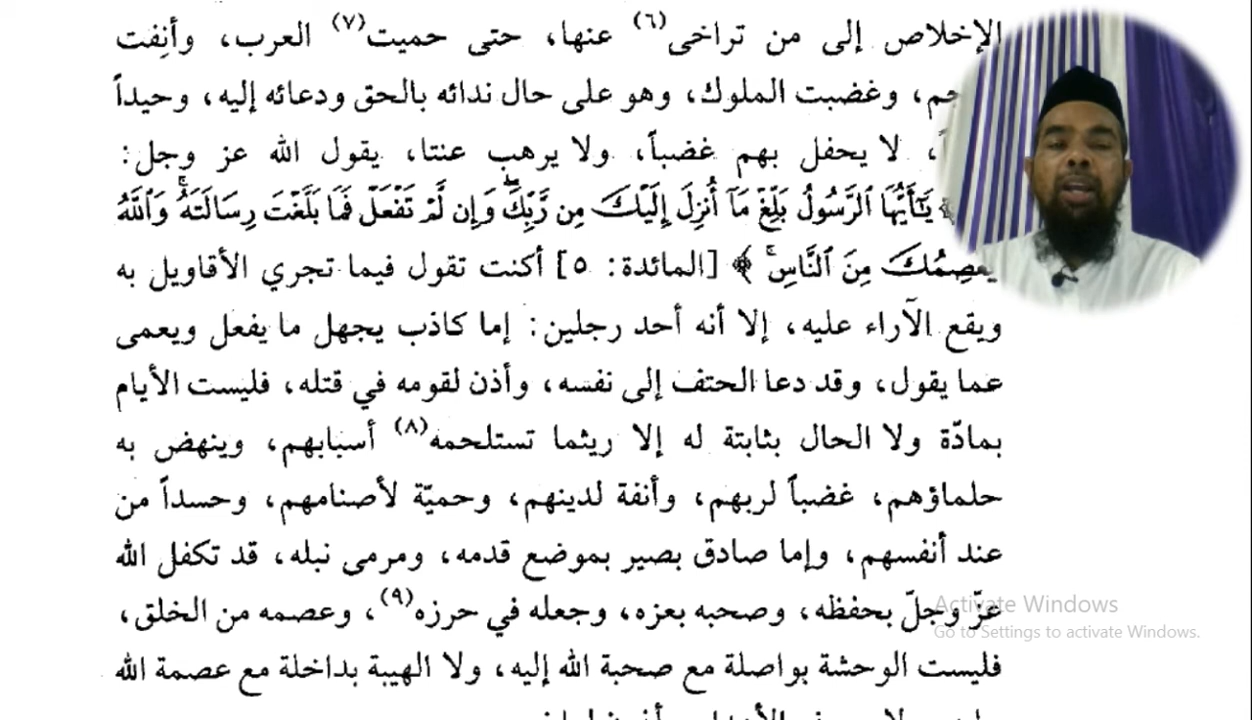 الإخلاص إلى من تراخى(٦) عنها، حتى حميت(٧) العرب، وأنِفت
وغضبت الملوك، وهو على حال ندائه بالحق ودعائه إليه، وحيداً
لا يحفل بهم غضباً، ولا يرهب عنتا، يقول الله عز وجل:
يَٰٓأَيُّهَا ٱلرَّسُولُ بَلِّغۡ مَآ أُنزِلَ إِلَيۡكَ مِن رَّبِّكَۖ وَإِن لَّمۡ تَفۡعَلۡ فَمَا بَلَّغۡتَ رِسَالَتَهُۥۚ وَٱللَّهُ
يَعۡصِمُكَ مِنَ ٱلنَّاسِۚ ﴾ [المائدة: ٥] أكنت تقول فيما تجري الأقاويل به
ويقع الآراء عليه، إلا أنه أحد رجلين: إما كاذب يجهل ما يفعل ويعمى
عما يقول، وقد دعا الحتف إلى نفسه، وأذن لقومه في قتله، فليست الأيام
بمادّة ولا الحال بثابتة له إلا ريثما تستلحمه(٨) أسبابهم، وينهض به
حلماؤهم، غضباً لربهم، وأنفة لدينهم، وحميّة لأصنامهم، وحسداً من
عند أنفسهم، وإما صادق بصير بموضع قدمه، ومرمى نبله، قد تكفل الله
عزّ وجلّ بحفظه، وصحبه بعزه، وجعله في حرزه(٩)، وعصمه من الخلق،
فليست الوحشة بواصلة مع صحبة الله إليه، ولا الهيبة بداخلة مع عصمة الله
Activate Windows
Go to Settings to activate Windows.